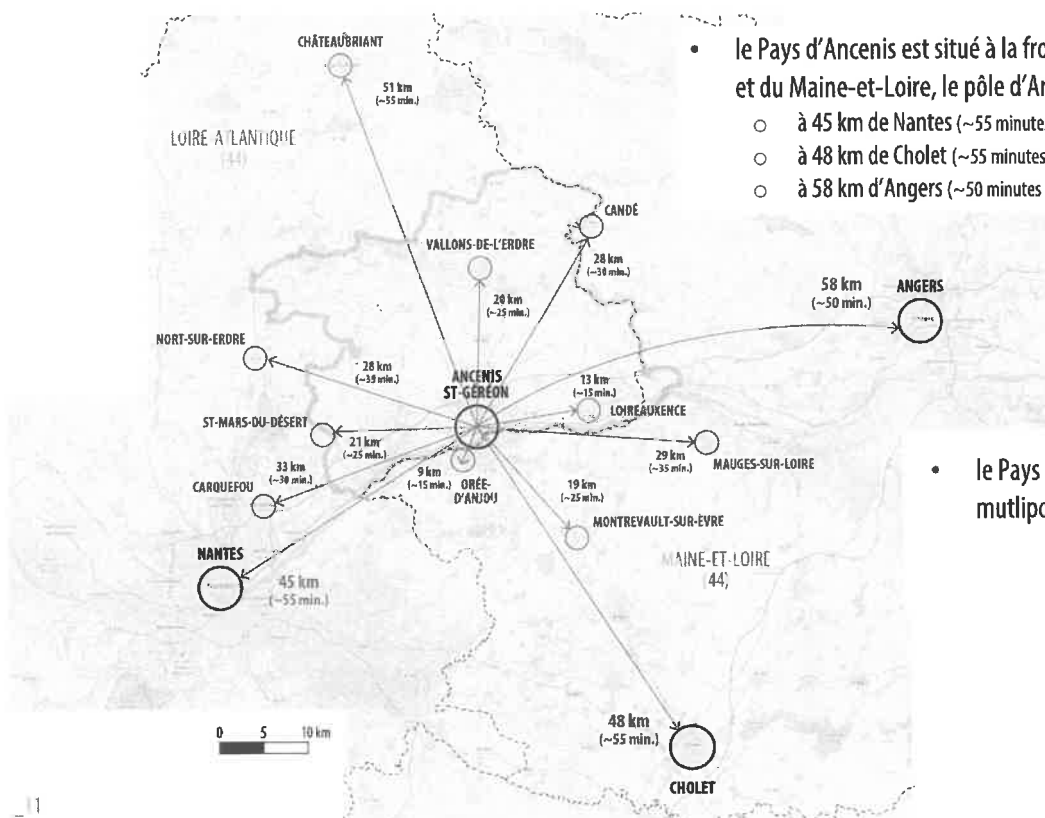 CHÂTEAUBRIANT
51 km
(~55 min.)
LOIRE ATLANTIQUE
(44)
• le Pays d'Ancenis est situé à la fro
et du Maine-et-Loire, le pôle d'A
○ à 45 km de Nantes (~55 minute
○ à 48 km de Cholet (~55 minutes
○ à 58 km d'Angers (~50 minutes
CANDÉ
28 km
(~30 min.)
VALLONS-DE-L'ERDRE
20 km
(~25 min.)
58 km
(~50 min.)
ANGERS
NORT-SUR-ERDRE
28 km
ANCENIS
ST-GÉRÉON
13 km
(~15 min.)
LOIREAUXENCE
ST-MARS-DU-DÉSERT
21 km
(~25 min.)
29 km
(~35 min.)
MAUGES-SUR-LOIRE
33 km
(~30 min.)
CARQUEFOU
9 km
(~15 min.)
ORÉE-
D'ANJOU
19 km
(~25 min.)
MONTREVAULT-SUR-ÈVRE
• le Pays
mutlipo
NANTES
45 km
(~55 min.)
MAINE-ET-LOIRE
(44)
0 5 10 km
48 km
(~55 min.)
CHOLET